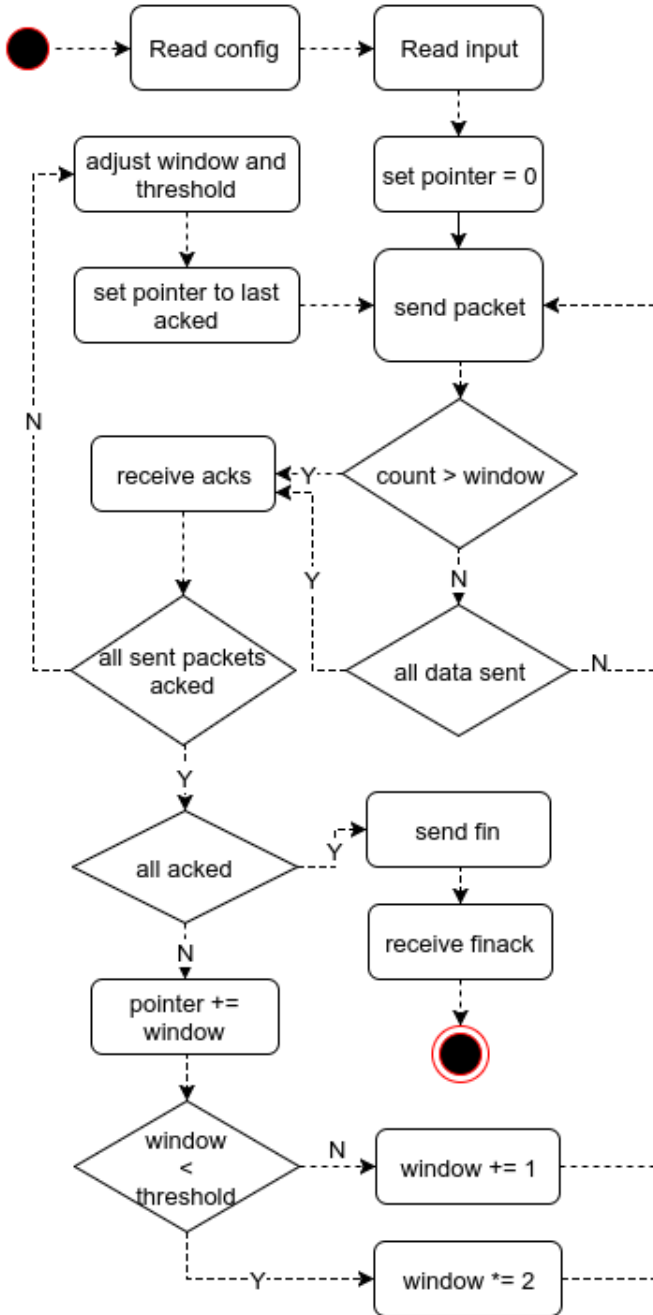 Read config
Read input
adjust window and
threshold
set pointer = 0
set pointer to last
acked
send packet
N
receive acks
Y
count > window
Y
N
all sent packets
acked
all data sent
N
Y
all acked
Y
send fin
N
receive finack
pointer +=
window
window
<
threshold
N
window += 1
Y
window *= 2